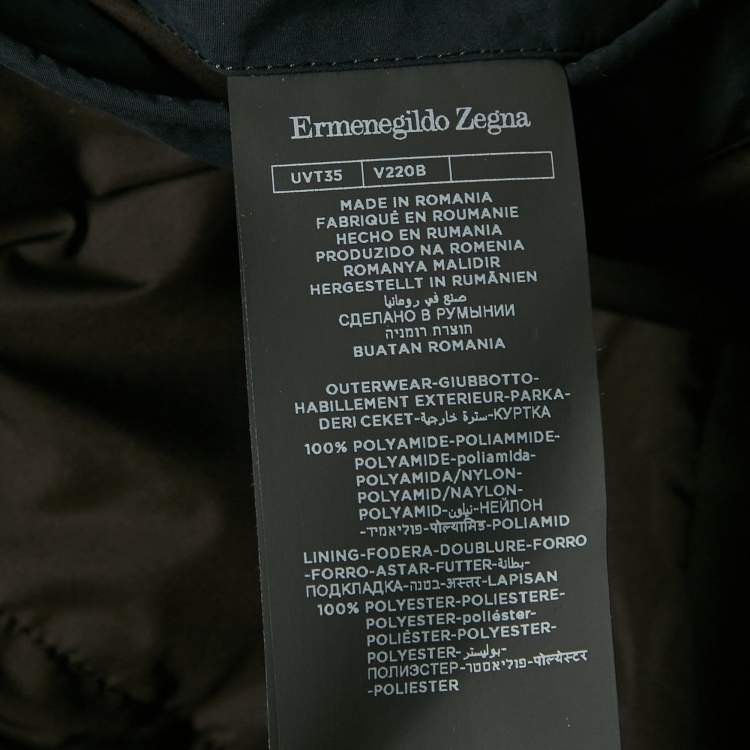 Ermenegildo Zegna
UVT35 V220B
MADE IN ROMANIA
FABRIQUÉ EN ROUMANIE
HECHO EN RUMANIA
PRODUZIDO NA ROMENIA
ROMANYA MALIDIR
HERGESTELLT IN RUMÄNIEN
صنع في رومانيا
СДЕЛАНО В РУМЫНИИ
תוצרת רומניה
BUATAN ROMANIA
OUTERWEAR-GIUBBOTTO-
HABILLEMENT EXTERIEUR-PARKA-
DERI CEKET-سترة خارجية-КУРТКА
100% POLYAMIDE-POLIAMMIDE-
POLYAMIDE-poliamida-
POLYAMIDA/NYLON-
POLYAMID/NAYLON-
POLYAMID-نيلون-НЕЙЛОН
-פוליאמיד-पोल्यामिड-POLIAMID
LINING-FODERA-DOUBLURE-FORRO
-FORRO-ASTAR-FUTTER-بطانة-
ПОДКЛАДКА-בטנה-अस्तर-LAPISAN
100% POLYESTER-POLIESTERE-
POLYESTER-poliéster-
POLIÉSTER-POLYESTER-
POLYESTER-بوليستر-
ПОЛИЭСТЕР-פוליאסטר-पोल्येस्टर
-POLIESTER